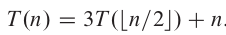 T(n) = 3T(⌊n/2⌋) + n.